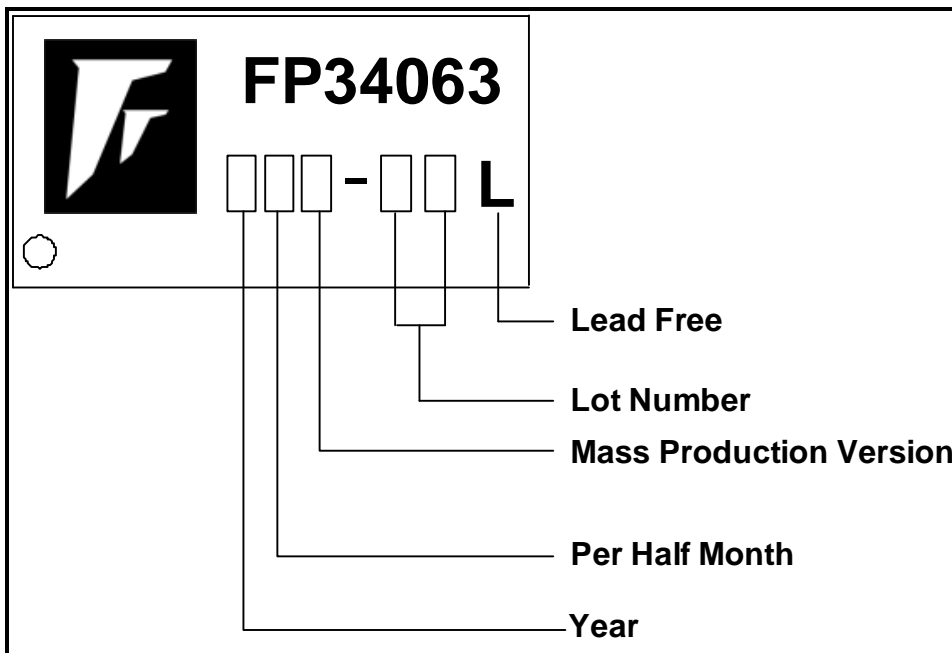 FP34063
- L
Lead Free
Lot Number
Mass Production Version
Per Half Month
Year